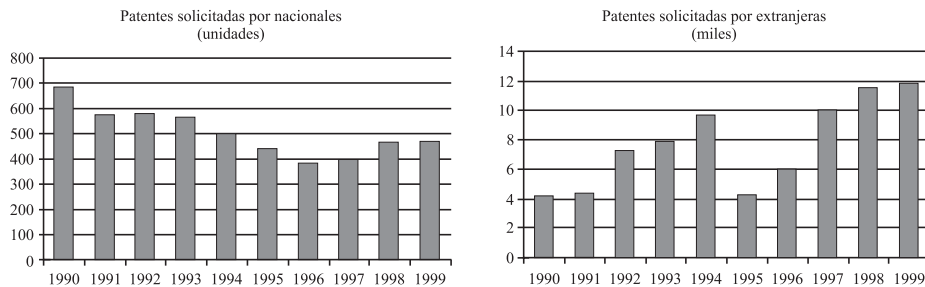 Patentes solicitadas por nacionales
(unidades)
800
700
600
500
400
300
200
100
0
1990 1991 1992 1993 1994 1995 1996 1997 1998 1999
Patentes solicitadas por extranjeras
(miles)
14
12
10
8
6
4
2
0
1990 1991 1992 1993 1994 1995 1996 1997 1998 1999